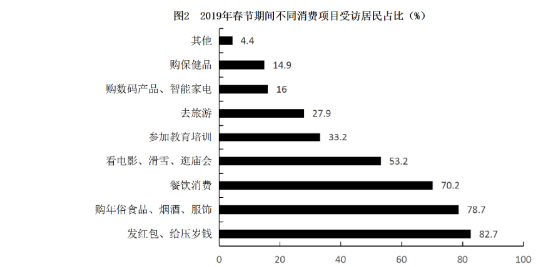 图2 2019年春节期间不同消费项目受访居民占比（%）
其他 4.4
购保健品 14.9
购数码产品、智能家电 16
去旅游 27.9
参加教育培训 33.2
看电影、滑雪、逛庙会 53.2
餐饮消费 70.2
购年俗食品、烟酒、服饰 78.7
发红包、给压岁钱 82.7
0 20 40 60 80 100